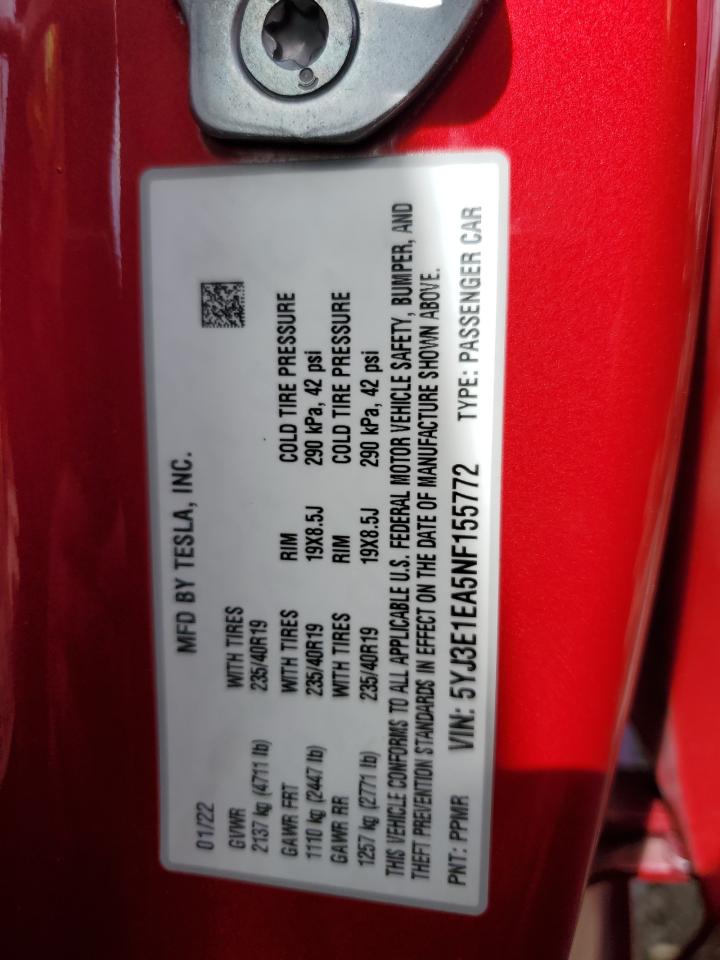 MFD BY TESLA, INC.
01/22
GVWR WITH TIRES
2137 kg (4711 lb) 235/40R19
GAWR FRT WITH TIRES RIM COLD TIRE PRESSURE
1110 kg (2447 lb) 235/40R19 19X8.5J 290 kPa, 42 psi
GAWR RR WITH TIRES RIM COLD TIRE PRESSURE
1257 kg (2771 lb) 235/40R19 19X8.5J 290 kPa, 42 psi
THIS VEHICLE CONFORMS TO ALL APPLICABLE U.S. FEDERAL MOTOR VEHICLE SAFETY, BUMPER, AND
THEFT PREVENTION STANDARDS IN EFFECT ON THE DATE OF MANUFACTURE SHOWN ABOVE.
PNT: PPMR VIN: 5YJ3E1EA5NF155772 TYPE: PASSENGER CAR